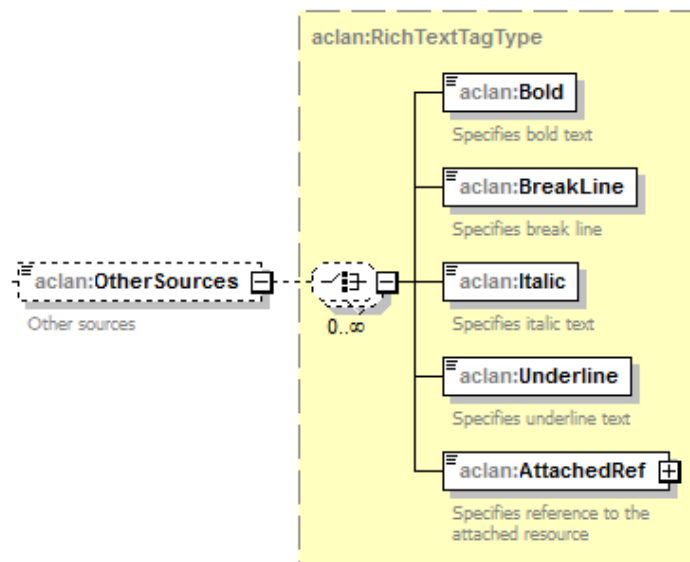 aclan:RichTextTagType
aclan:Bold
Specifies bold text
aclan:BreakLine
Specifies break line
aclan:OtherSources
Other sources
0..∞
aclan:Italic
Specifies italic text
aclan:Underline
Specifies underline text
aclan:AttachedRef
Specifies reference to the
attached resource